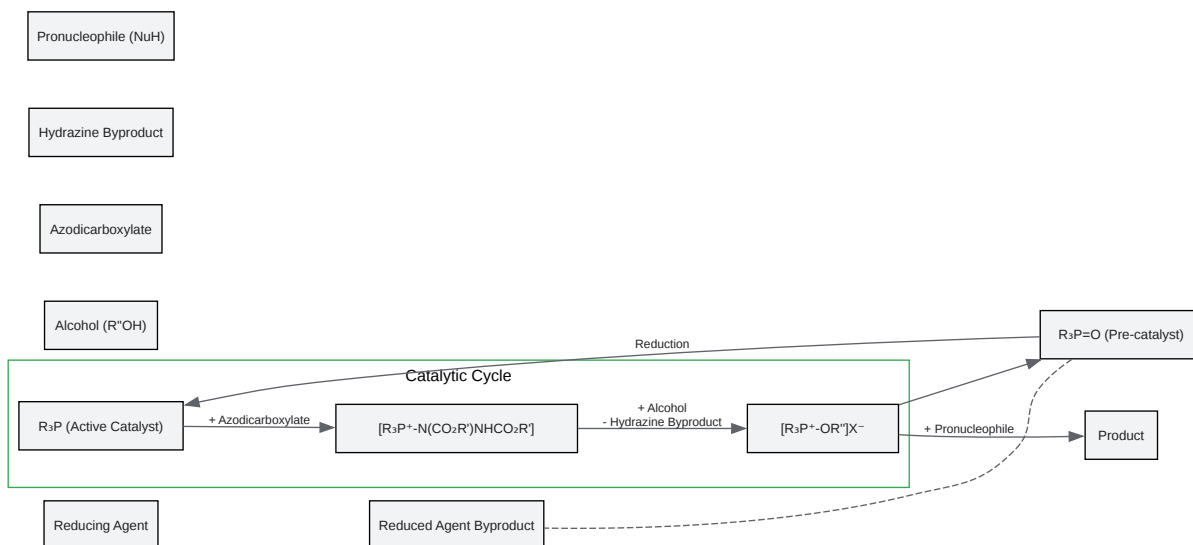 Pronucleophile (NuH)
Hydrazine Byproduct
Azodicarboxylate
Alcohol (R"OH)
R₃P=O (Pre-catalyst)
Reduction
Catalytic Cycle
R₃P (Active Catalyst)
+ Azodicarboxylate
[R₃P⁺-N(CO₂R')NHCO₂R']
+ Alcohol
- Hydrazine Byproduct
[R₃P⁺-OR"]X⁻
+ Pronucleophile
Product
Reducing Agent
Reduced Agent Byproduct